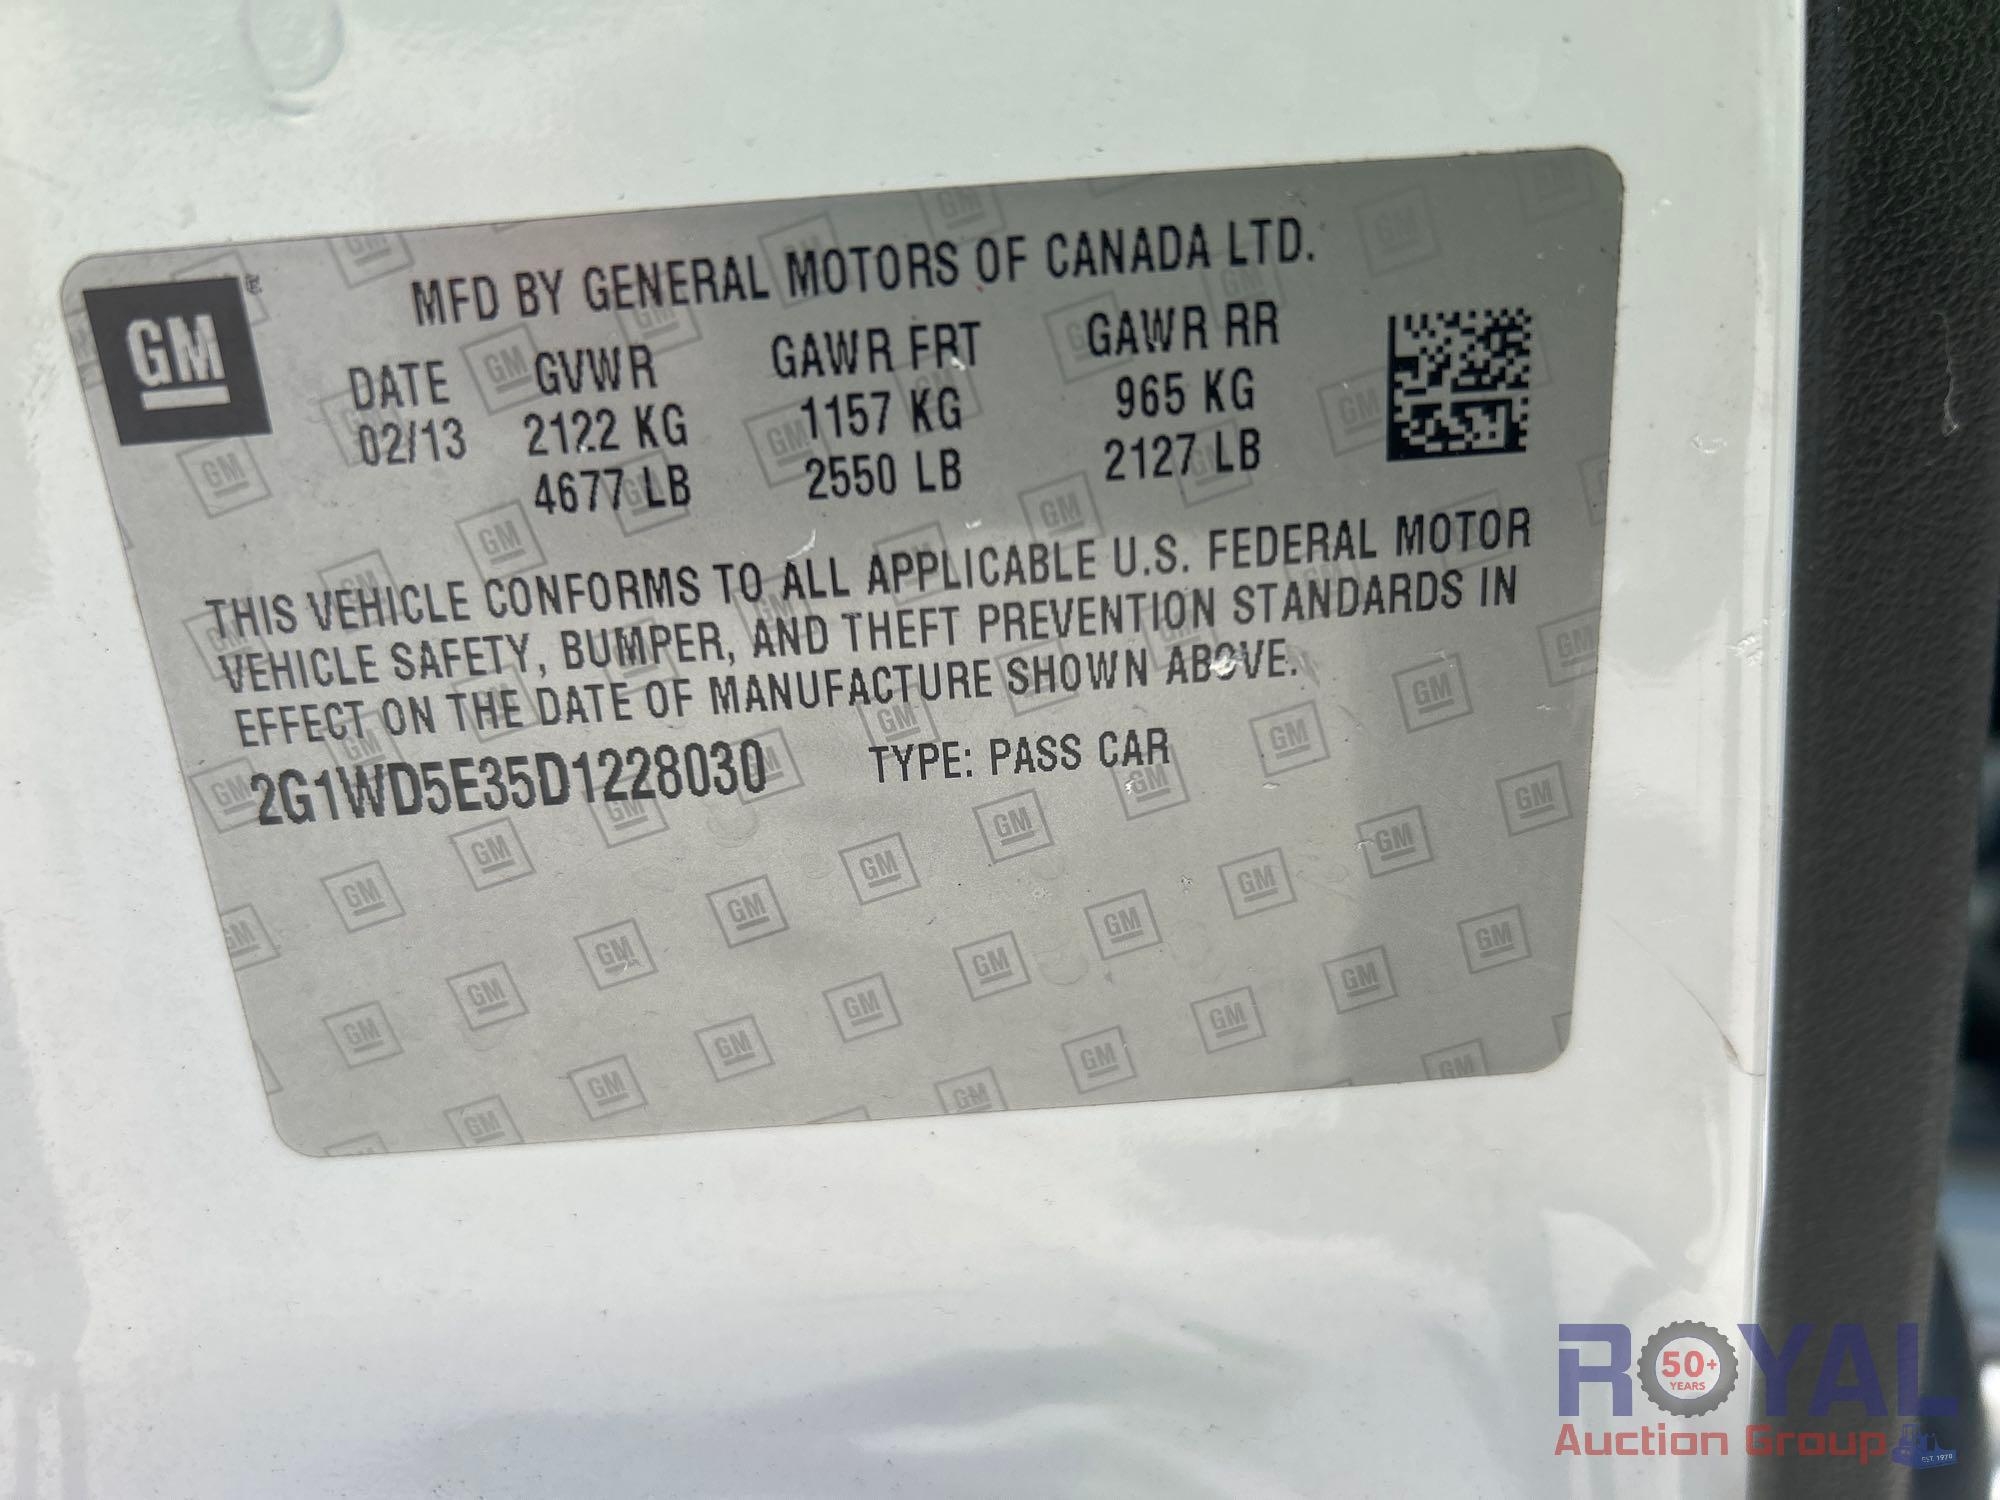 GM
MFD BY GENERAL MOTORS OF CANADA LTD.
DATE GVWR GAWR FRT GAWR RR
02/13 2122 KG 1157 KG 965 KG
4677 LB 2550 LB 2127 LB
THIS VEHICLE CONFORMS TO ALL APPLICABLE U.S. FEDERAL MOTOR
VEHICLE SAFETY, BUMPER, AND THEFT PREVENTION STANDARDS IN
EFFECT ON THE DATE OF MANUFACTURE SHOWN ABOVE.
2G1WD5E35D1228030 TYPE: PASS CAR
ROYAL
50+
YEARS
Auction Group
EST. 1970